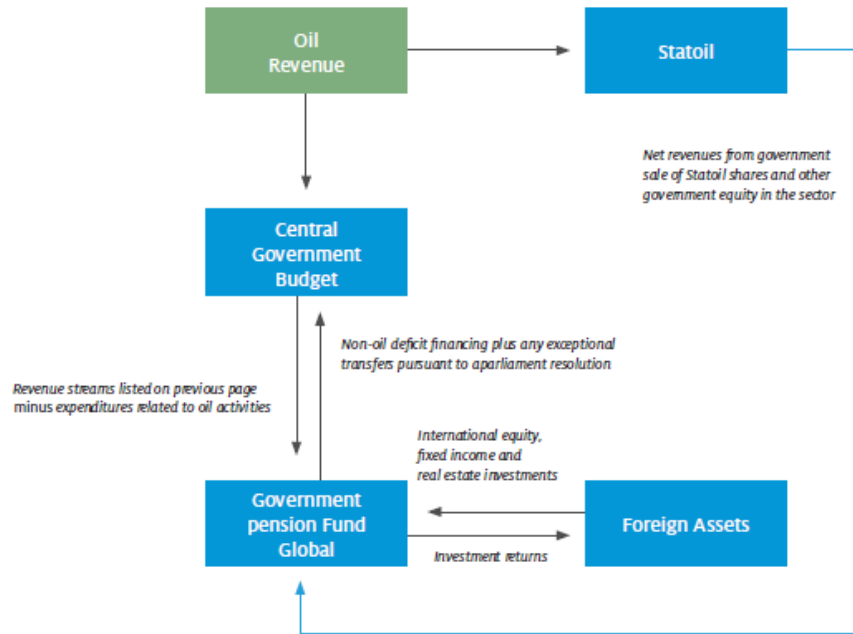 Oil
Revenue
Statoil
Net revenues from government
sale of Statoil shares and other
government equity in the sector
Central
Government
Budget
Non-oil deficit financing plus any exceptional
transfers pursuant to aparliament resolution
Revenue streams listed on previous page
minus expenditures related to oil activities
International equity,
fixed income and
real estate investments
Government
pension Fund
Global
Foreign Assets
Investment returns